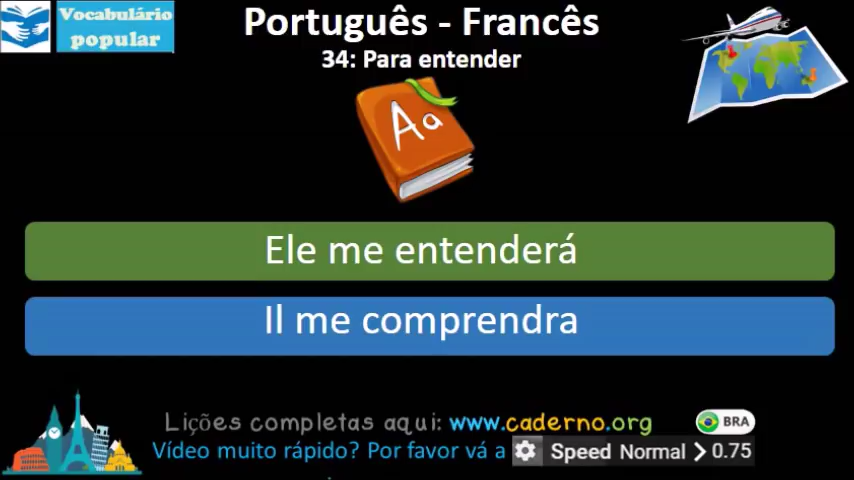 Vocabulário
popular
Português - Francês
34: Para entender
Aa
Ele me entenderá
Il me comprendra
Lições completas aqui: www.caderno.org
BRA
Vídeo muito rápido? Por favor vá a Speed Normal > 0.75